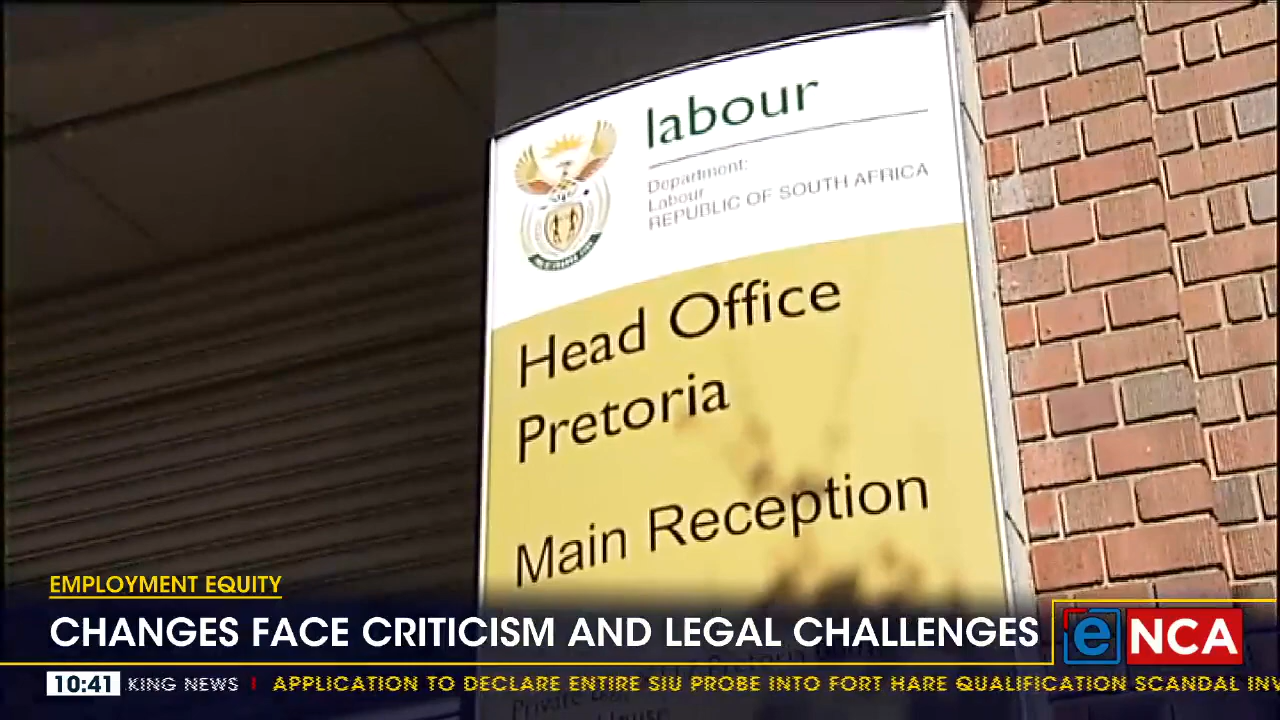 labour
Department:
Labour
REPUBLIC OF SOUTH AFRICA
Head Office
Pretoria
Main Reception
EMPLOYMENT EQUITY
CHANGES FACE CRITICISM AND LEGAL CHALLENGES
eNCA
10:41 KING NEWS APPLICATION TO DECLARE ENTIRE SIU PROBE INTO FORT HARE QUALIFICATION SCANDAL INV